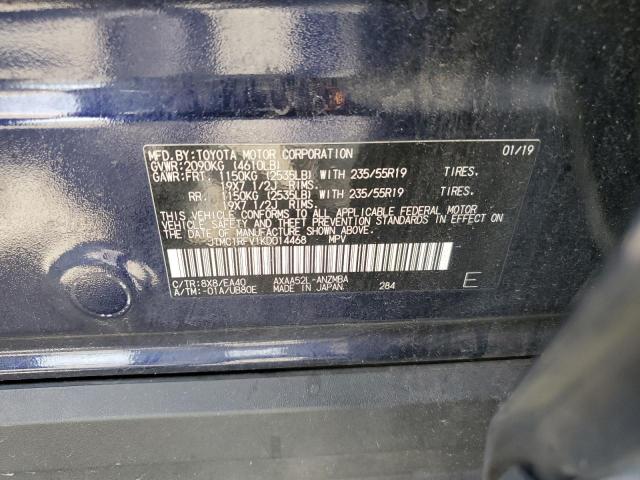 MFD. BY: TOYOTA MOTOR CORPORATION 01/19
GVWR: 2090KG (4610LB)
GAWR: FRT. 1150KG (2535LB) WITH 235/55R19 TIRES.
19X7 1/2J RIMS.
RR. 1150KG (2535LB) WITH 235/55R19 TIRES.
19X7 1/2J RIMS.
THIS VEHICLE CONFORMS TO ALL APPLICABLE FEDERAL MOTOR
VEHICLE SAFETY, BUMPER, AND THEFT PREVENTION STANDARDS IN EFFECT
ON THE DATE OF MANUFACTURE SHOWN ABOVE.
JTMC1RFV1KD014468 MPV
C/TR: 8X8/EA40 AXAA52L-ANZMBA
A/TM: -01A/UB80E MADE IN JAPAN. 284 E